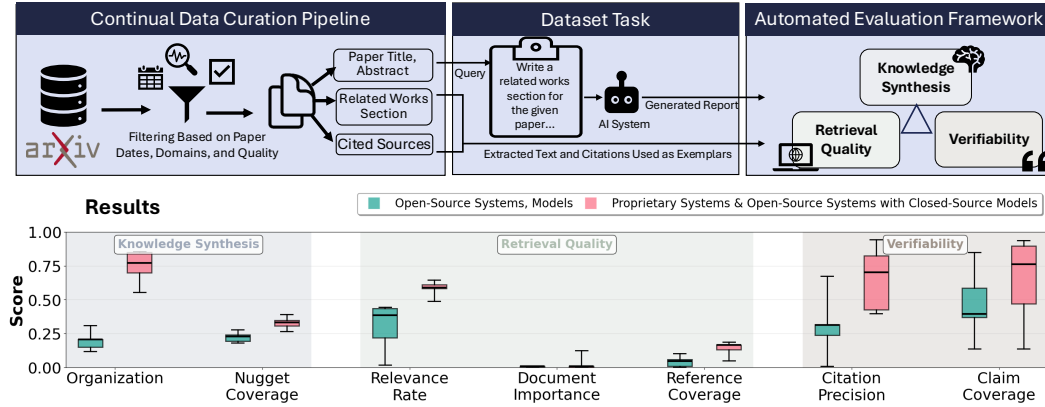 Continual Data Curation Pipeline
arXiv
Filtering Based on Paper
Dates, Domains, and Quality
Paper Title,
Abstract
Related Works
Section
Cited Sources
Dataset Task
Query
Write a
related works
section for
the given
paper...
AI System
Generated Report
Extracted Text and Citations Used as Exemplars
Automated Evaluation Framework
Knowledge
Synthesis
Retrieval
Quality
Verifiability
Results
Open-Source Systems, Models
Proprietary Systems & Open-Source Systems with Closed-Source Models
Score
1.00
0.75
0.50
0.25
0.00
Knowledge Synthesis
Retrieval Quality
Verifiability
Organization
Nugget
Coverage
Relevance
Rate
Document
Importance
Reference
Coverage
Citation
Precision
Claim
Coverage